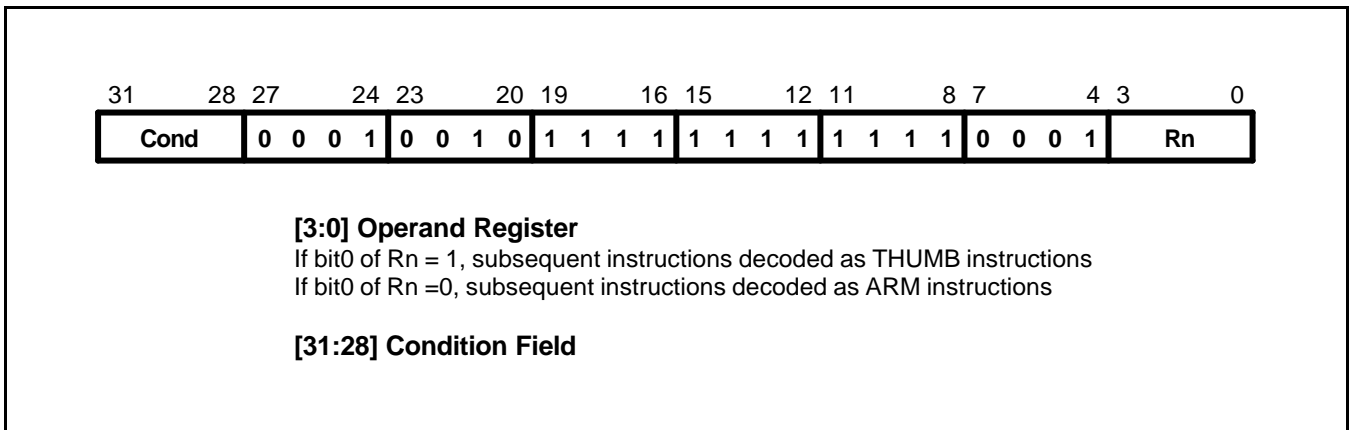 31 28 27 24 23 20 19 16 15 12 11 8 7 4 3 0
Cond 0 0 0 1 0 0 1 0 1 1 1 1 1 1 1 1 1 1 1 1 0 0 0 1 Rn
[3:0] Operand Register
If bit0 of Rn = 1, subsequent instructions decoded as THUMB instructions
If bit0 of Rn =0, subsequent instructions decoded as ARM instructions
[31:28] Condition Field